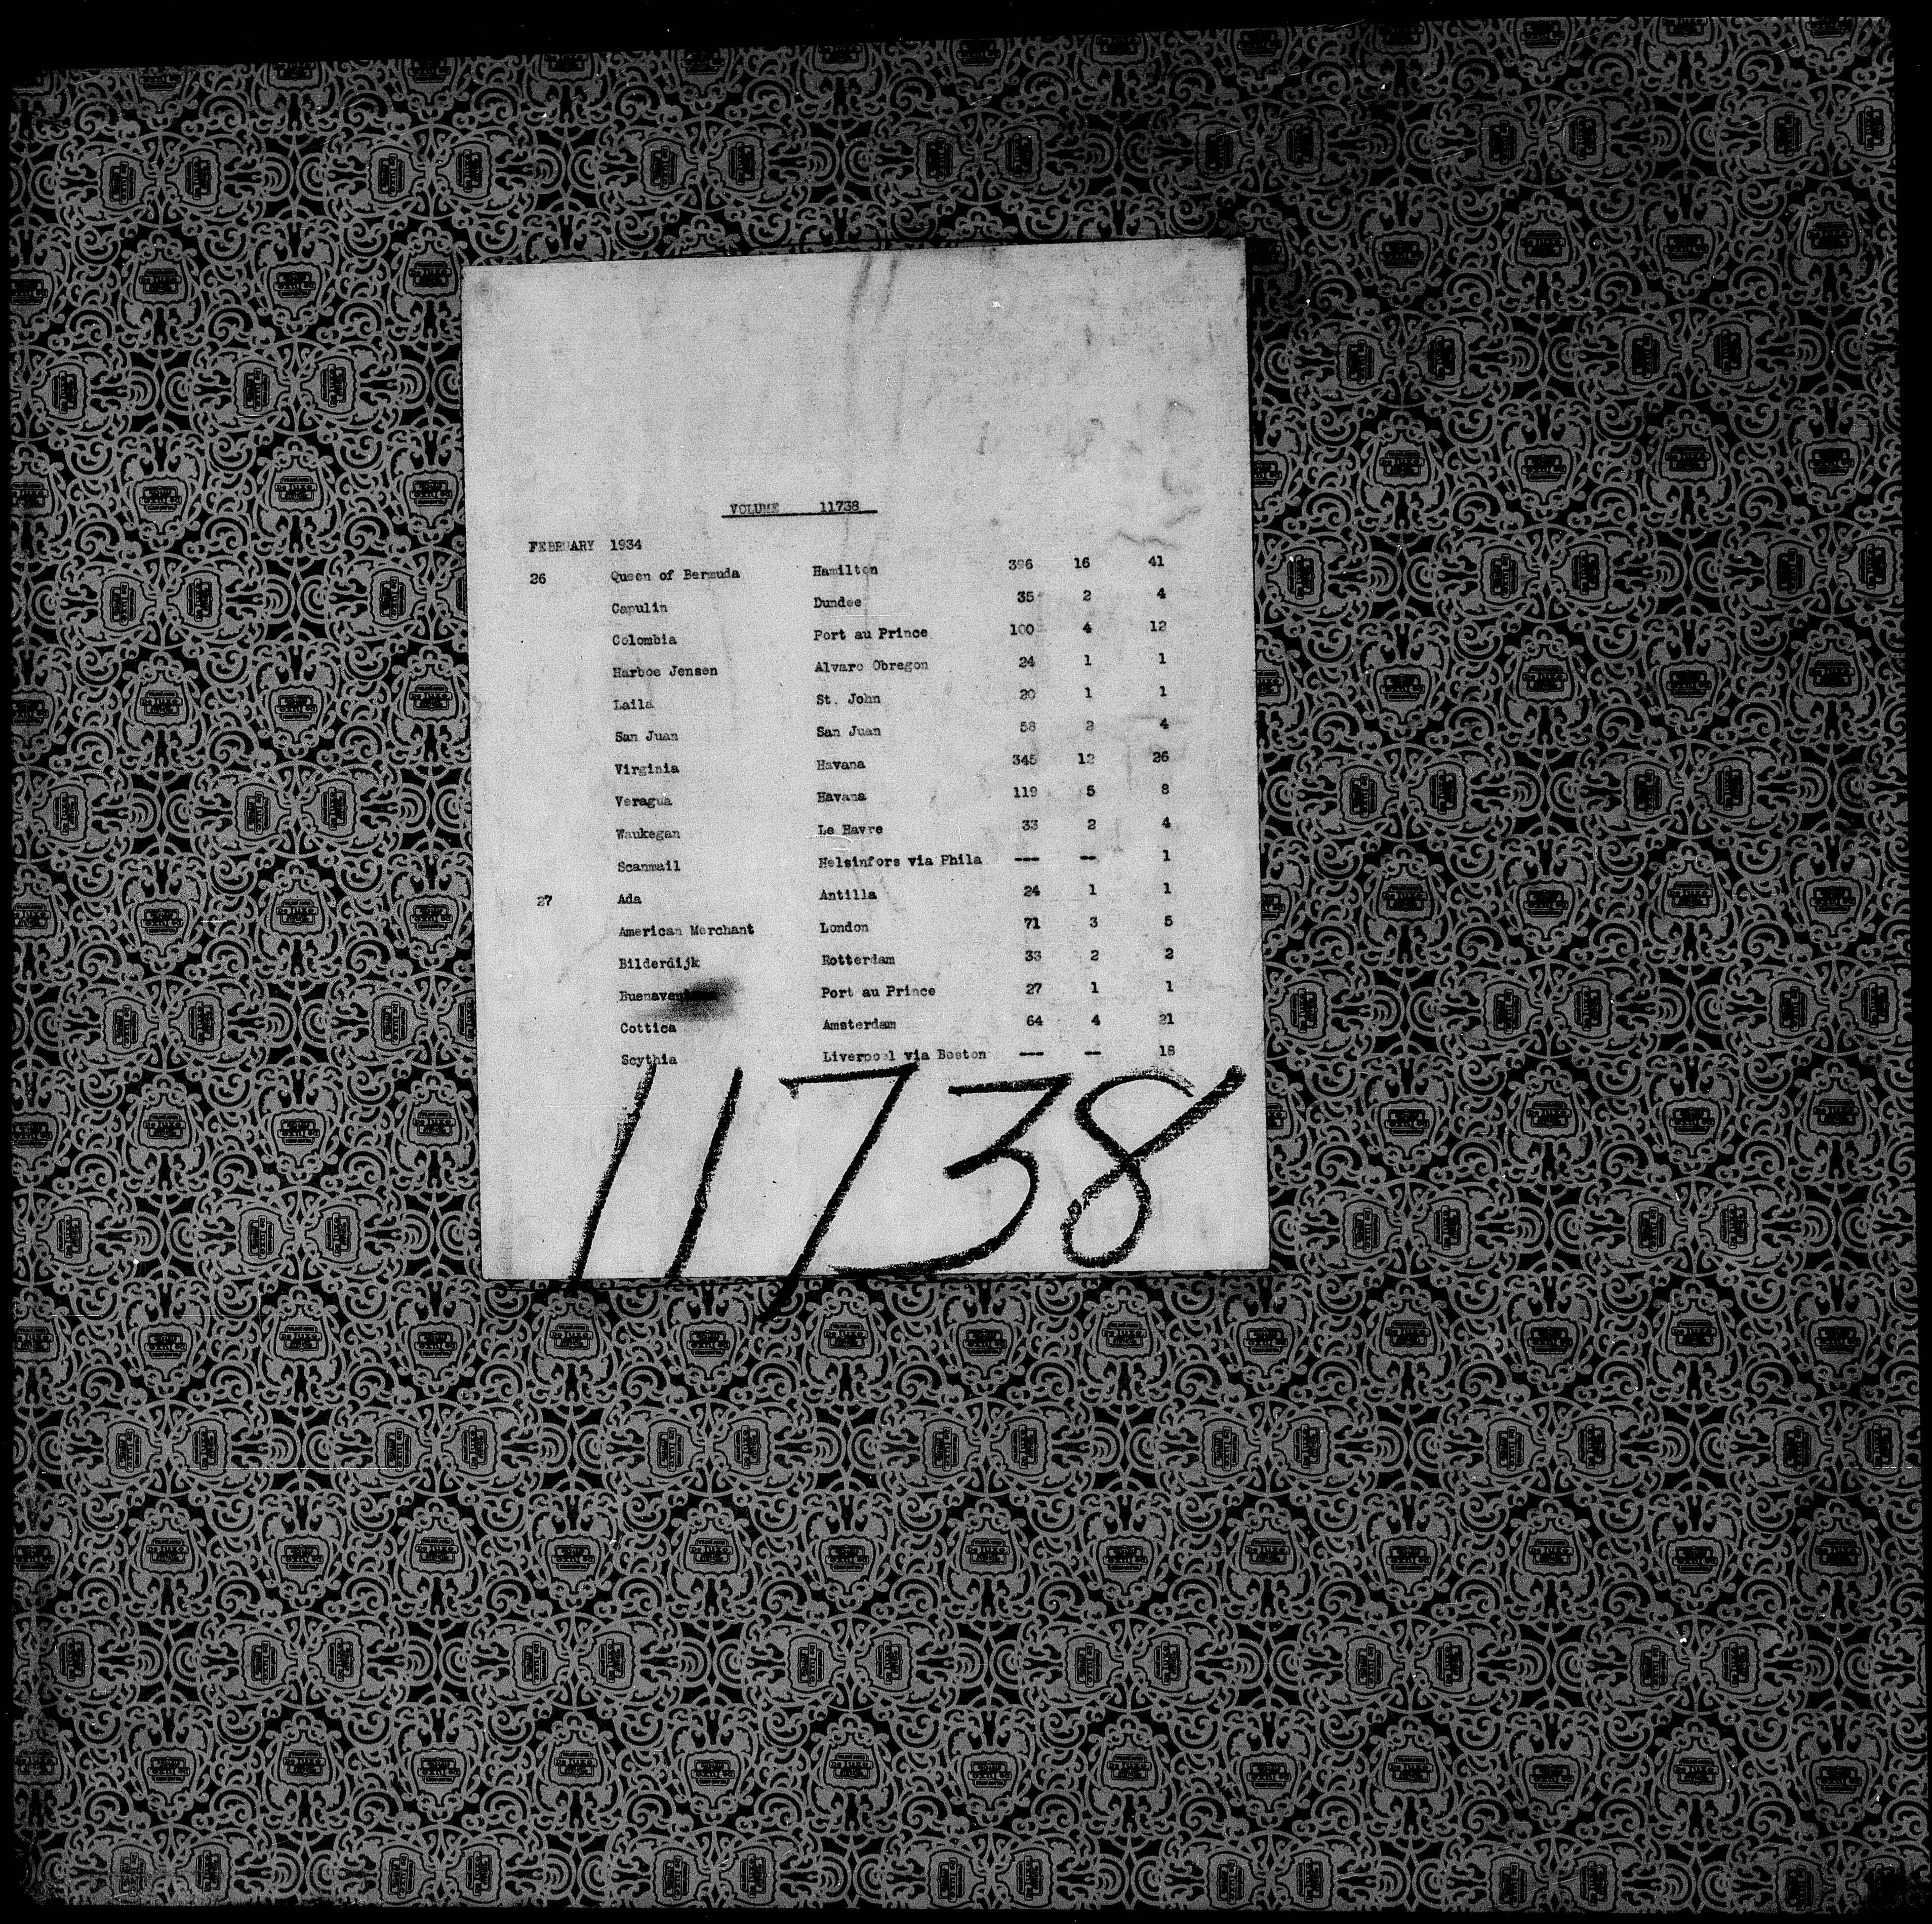 VOLUME 11738
FEBRUARY 1934
26 Queen of Bermuda Hamilton 396 16 41
Capulin Dundee 35 2 4
Colombia Port au Prince 100 4 12
Harboe Jensen Alvaro Obregon 24 1 1
Laila St. John 20 1 1
San Juan San Juan 58 2 4
Virginia Havana 345 12 26
Veragua Havana 119 5 8
Waukegan Le Havre 33 2 4
Scanmail Helsinfors via Phila --- -- 1
27 Ada Antilla 24 1 1
American Merchant London 71 3 5
Bilderdijk Rotterdam 33 2 2
Port au Prince 27 1 1
Cottica Amsterdam 64 4 21
Scythia Liverpool via Boston --- -- 18
11738